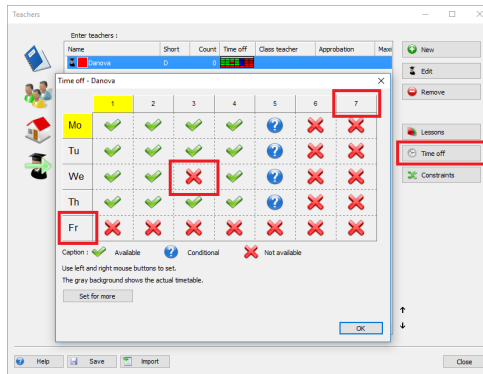 Teachers
Enter teachers :
Name Short Count Time off Class teacher Approbation Maxi
Danova D 0
New
Edit
Remove
Lessons
Time off
Constraints
Time off - Danova
1 2 3 4 5 6 7
Mo
Tu
We
Th
Fr
Caption : Available Conditional Not available
Use left and right mouse buttons to set.
The gray background shows the actual timetable.
Set for more
OK
Help Save Import Close